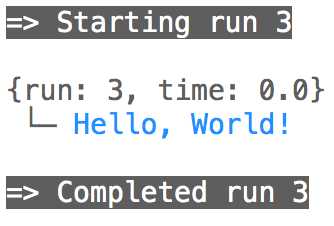 => Starting run 3
{run: 3, time: 0.0}
└─ Hello, World!
=> Completed run 3